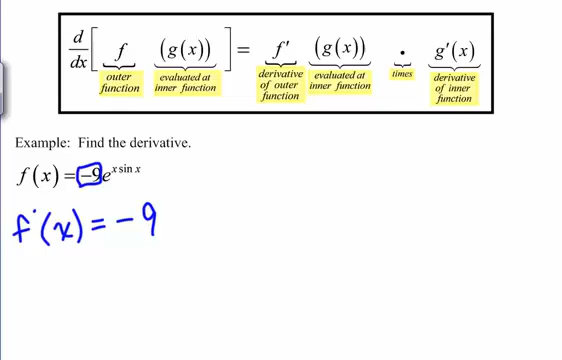 d/dx [ f (g(x)) ] = f' (g(x)) · g'(x)
outer function evaluated at inner function derivative of outer function evaluated at inner function times derivative of inner function
Example: Find the derivative.
f(x) = -9e^{x sin x}
f'(x) = -9